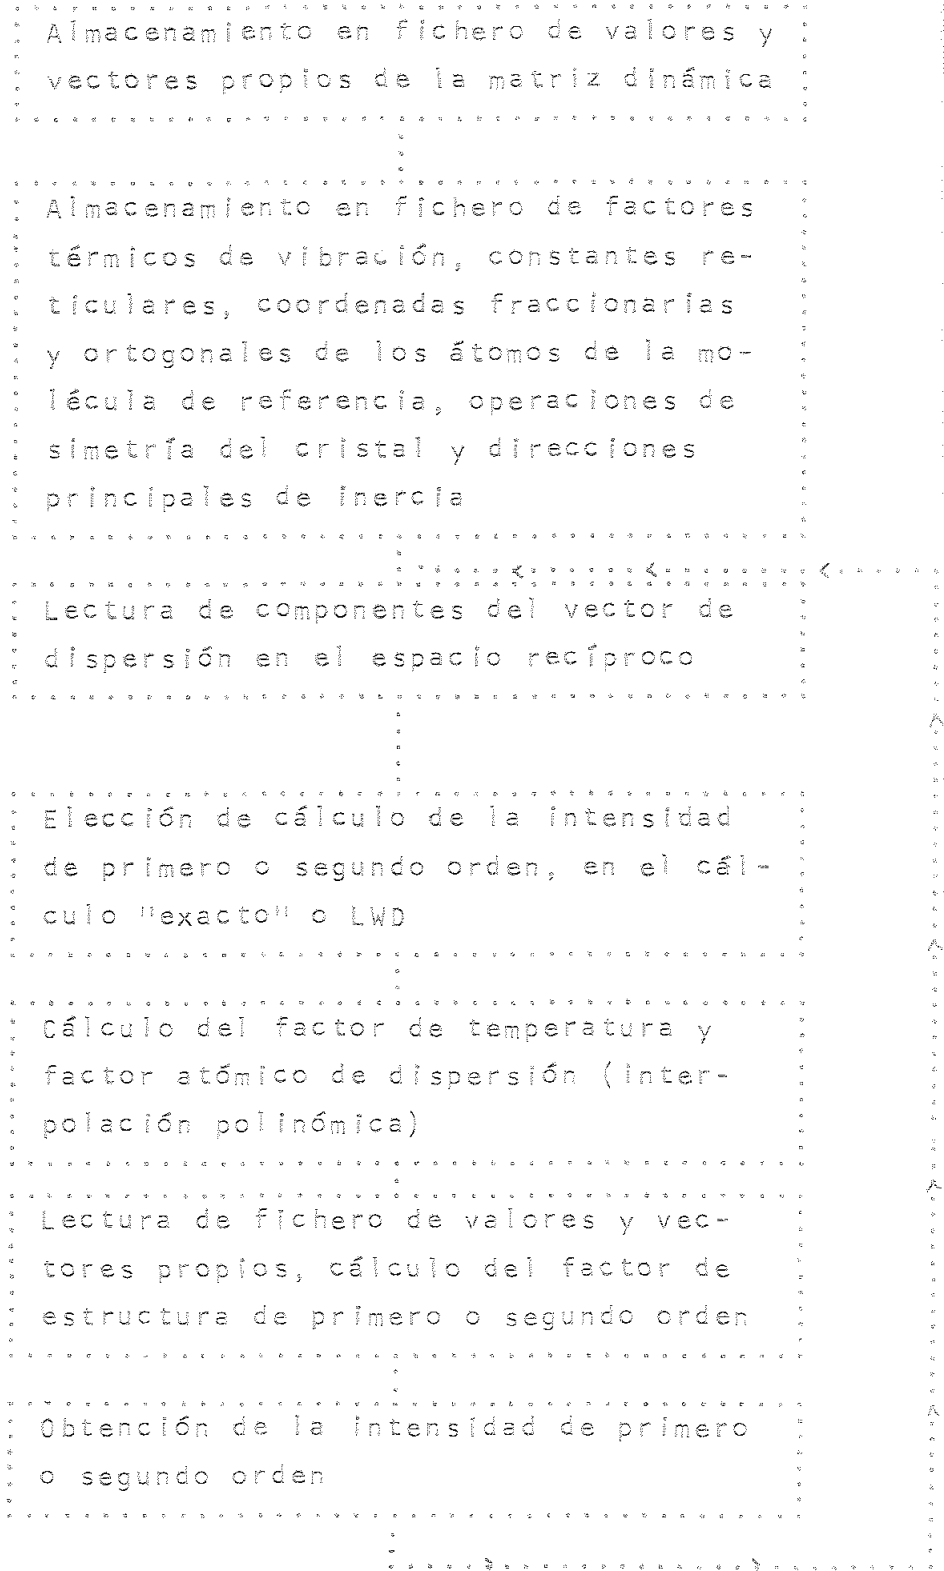 Almacenamiento en fichero de valores y
vectores propios de la matriz dinámica
Almacenamiento en fichero de factores
térmicos de vibración, constantes re-
ticulares, coordenadas fraccionarias
y ortogonales de los átomos de la mo-
lécula de referencia, operaciones de
simetría del cristal y direcciones
principales de inercia
Lectura de componentes del vector de
dispersión en el espacio recíproco
Elección de cálculo de la intensidad
de primero o segundo orden, en el cál-
culo "exacto" o LWD
Cálculo del factor de temperatura y
factor atómico de dispersión (inter-
polación polinómica)
Lectura de fichero de valores y vec-
tores propios, cálculo del factor de
estructura de primero o segundo orden
Obtención de la intensidad de primero
o segundo orden